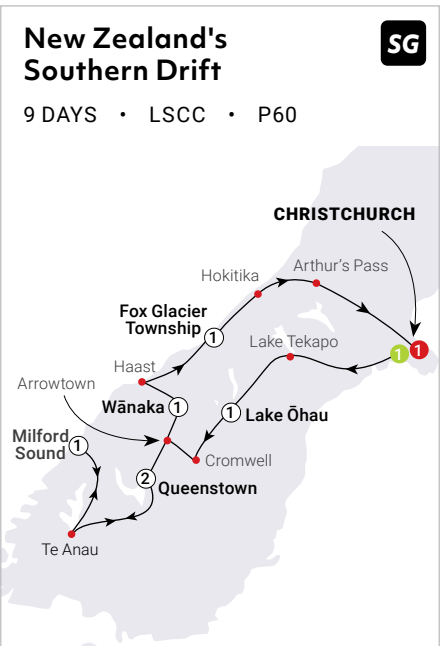 New Zealand's
Southern Drift
SG
9 DAYS • LSCC • P60
CHRISTCHURCH
Arthur's Pass
Hokitika
Fox Glacier
Township
1
Lake Tekapo
1 1
Haast
Arrowtown
Wānaka 1
1 Lake Ōhau
Milford
Sound 1
Cromwell
2 Queenstown
Te Anau